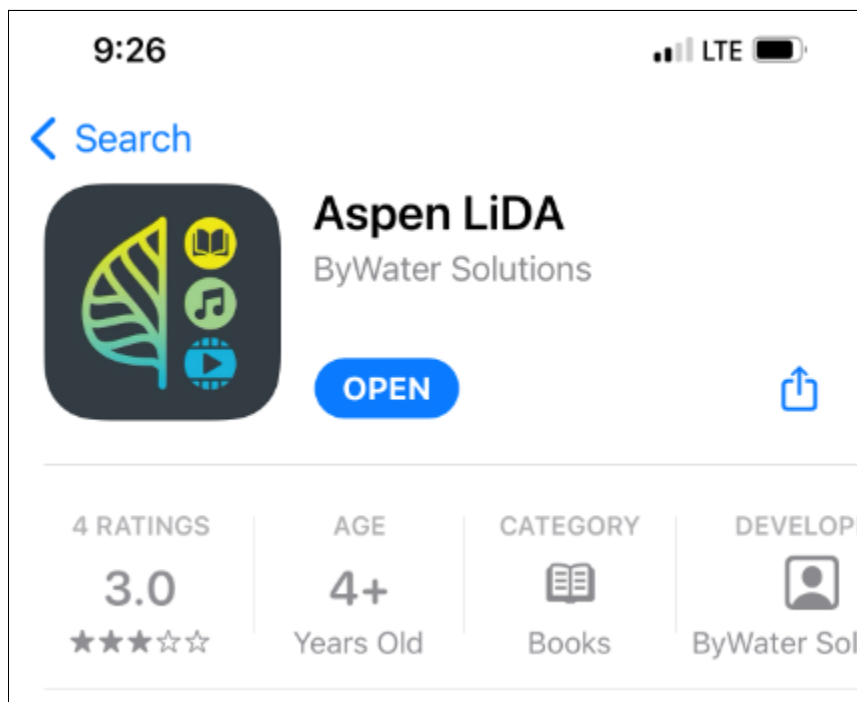 9:26
LTE
Search
Aspen LiDA
ByWater Solutions
OPEN
4 RATINGS
AGE
CATEGORY
DEVELOP
3.0
4+
Years Old
Books
ByWater Sol